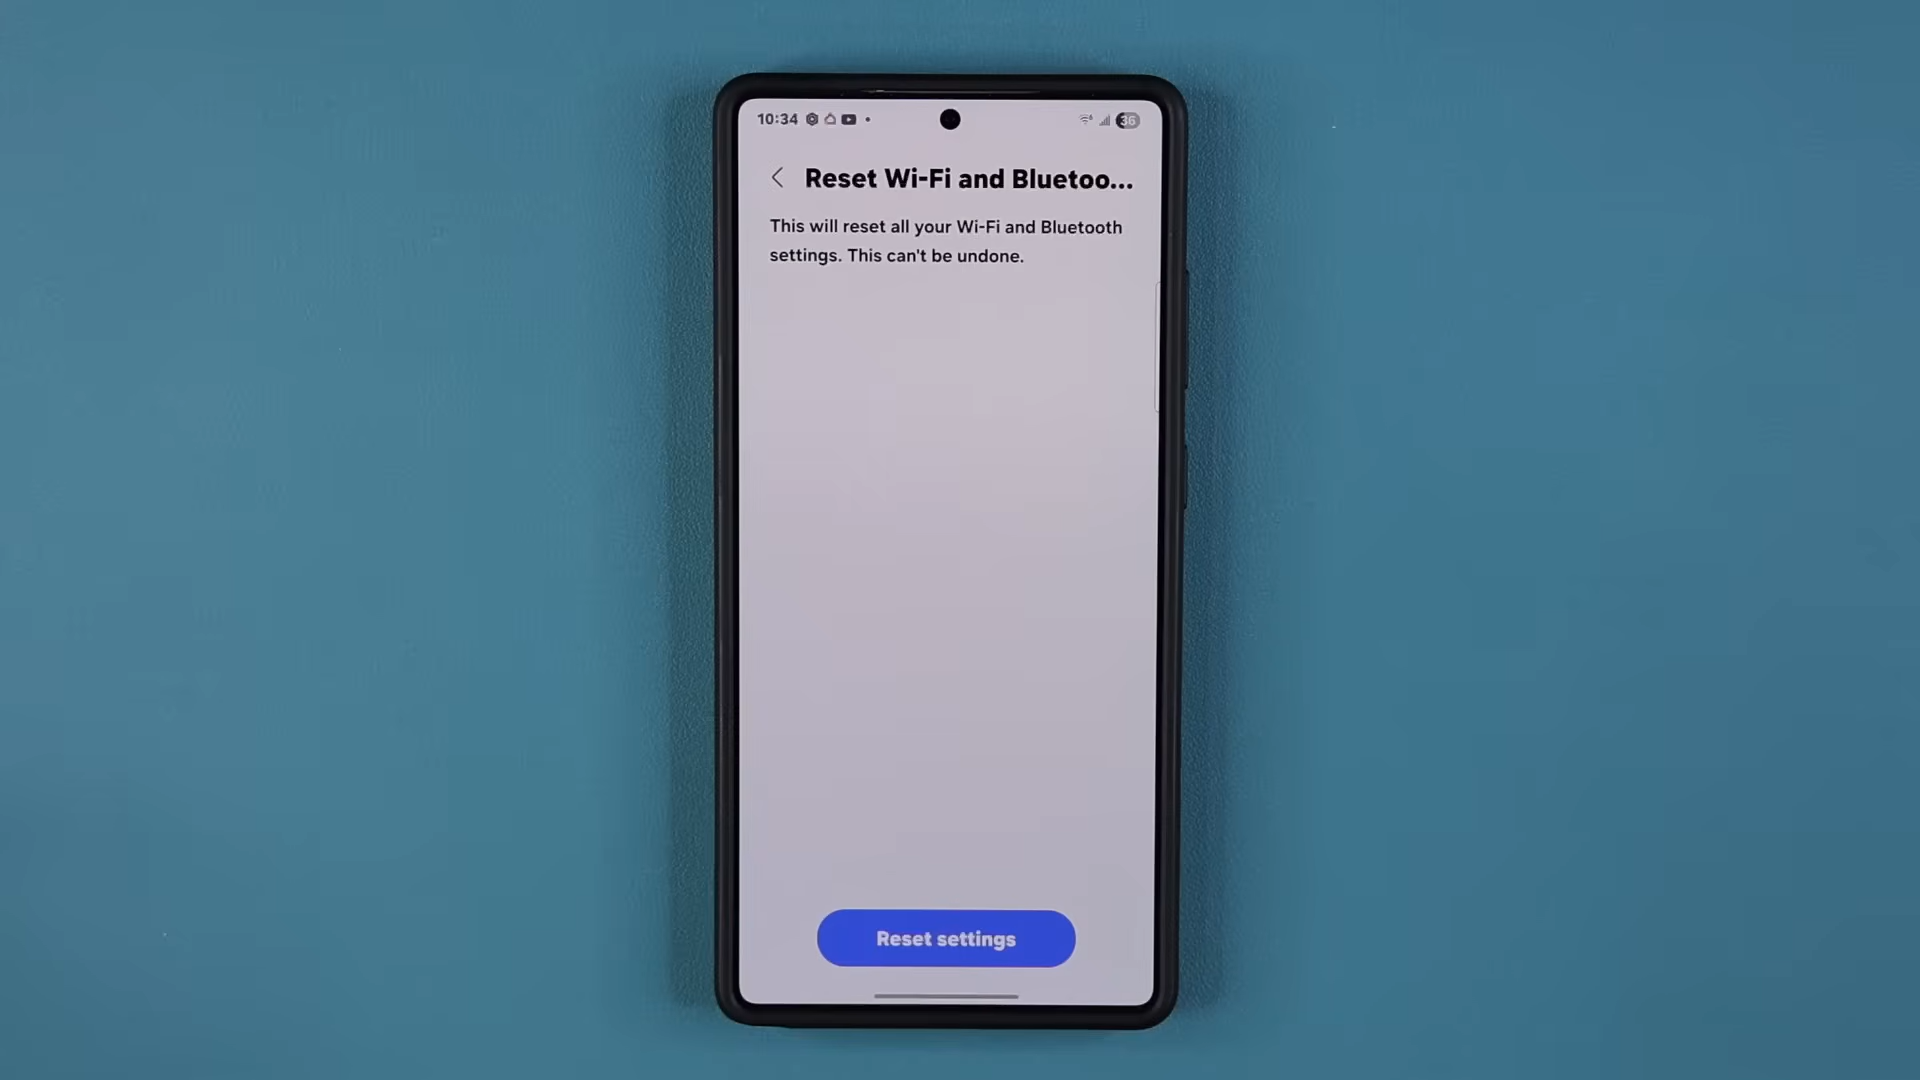 10:34
36
Reset Wi-Fi and Bluetoo...
This will reset all your Wi-Fi and Bluetooth
settings. This can't be undone.
Reset settings